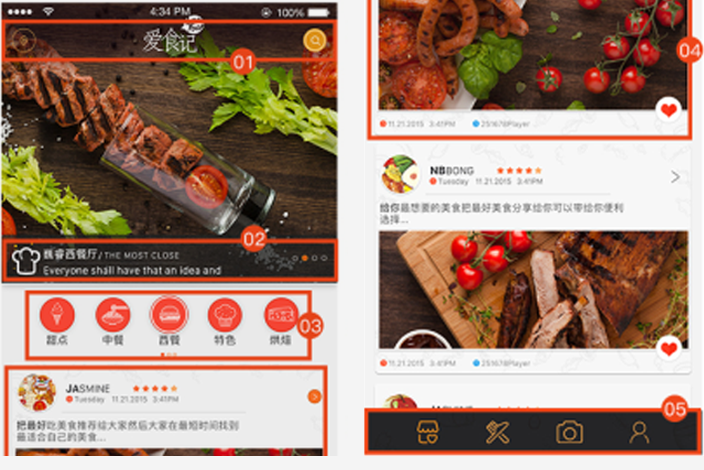 4:34 PM
100%
爱食记
01
02
西餐厅/THE MOST CLOSE
Everyone shall have that an idea and
03
甜点
中餐
西餐
特色
烘焙
JASMINE
Tuesday 11.21.2015 3:41PM
把最好吃美食推荐给大家然后大家在最短时间找到
最适合自己的美食...
04
11.21.2015 3:41PM
251678Player
NBBONG
Tuesday 11.21.2015 3:41PM
给你最想要的美食把最好美食分享给你可以带给你便利
选择...
11.21.2015 3:41PM
251678Player
05